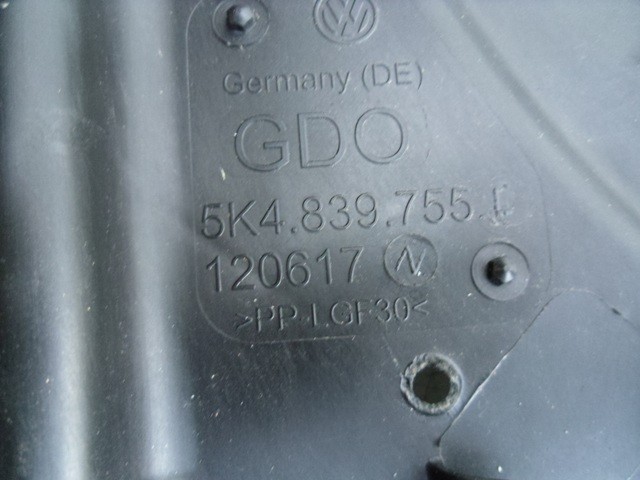 Germany (DE)
GDO
5K4.839.755.
120617 N
>PP-LGF30<